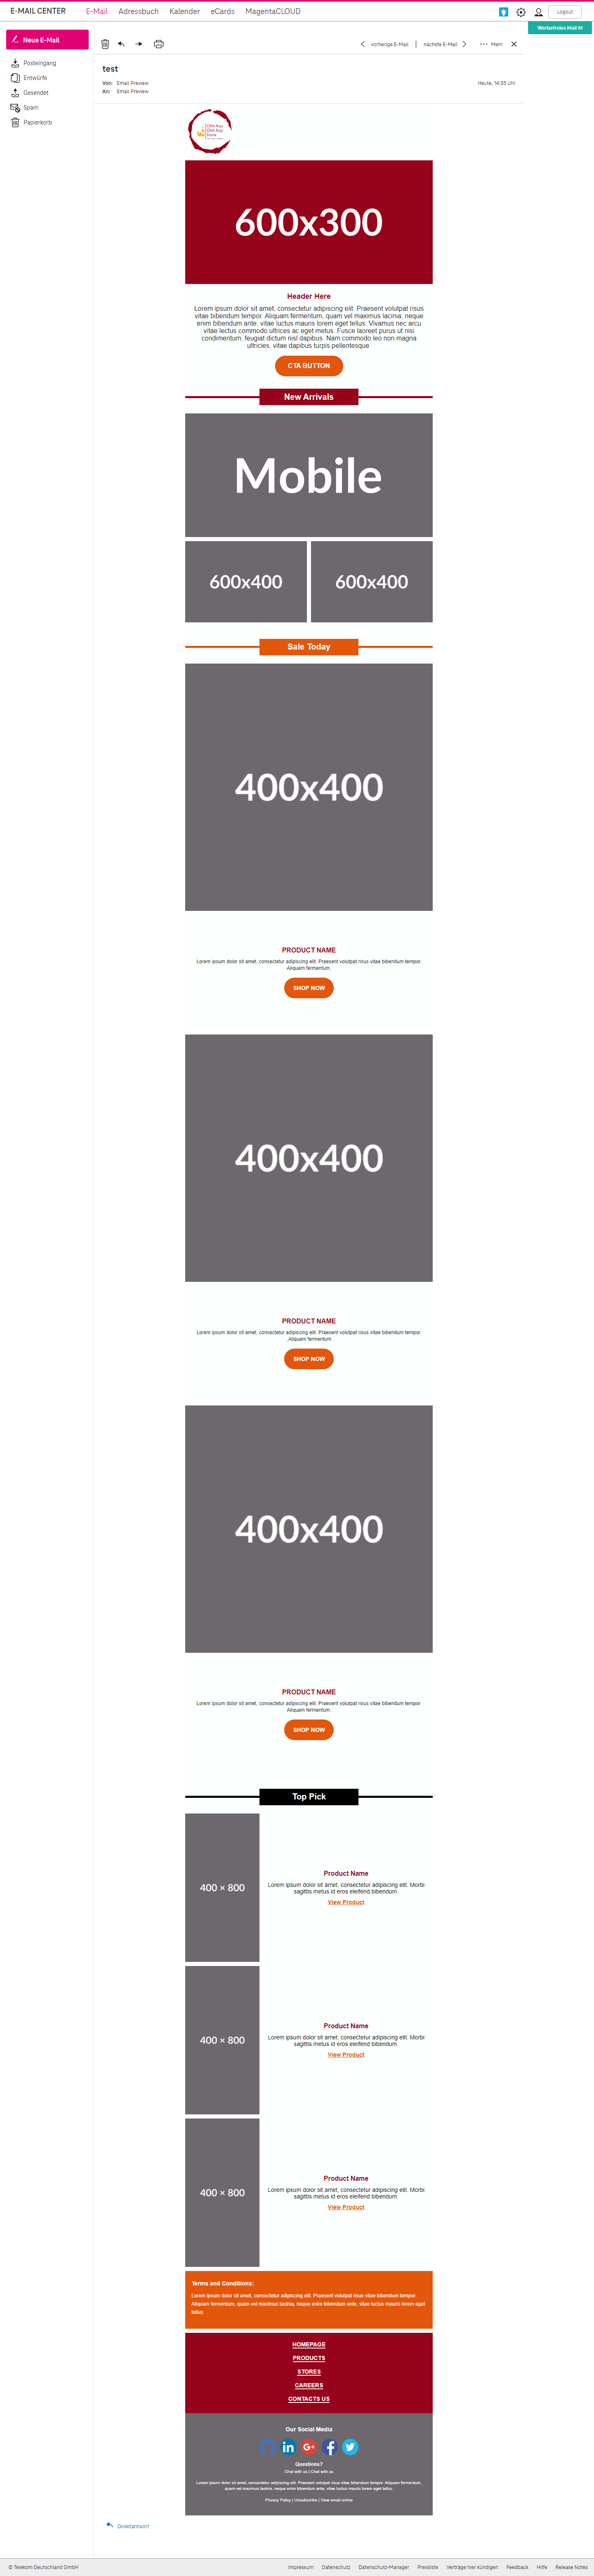 E-MAIL CENTER
E-Mail Adressbuch Kalender eCards MagentaCLOUD
Logout
Werbefreies Mail M
Neue E-Mail
Posteingang
Entwürfe
Gesendet
Spam
Papierkorb
vorherige E-Mail | nächste E-Mail
Mehr
test
Von: Email Preview
Heute, 14:55 Uhr
An: Email Preview
Store
600x300
Header Here
Lorem ipsum dolor sit amet, consectetur adipiscing elit. Praesent volutpat risus
vitae bibendum tempor. Aliquam fermentum, quam vel maximus lacinia, neque
enim bibendum ante, vitae luctus mauris lorem eget tellus. Vivamus nec arcu
vitae lectus commodo ultrices ac eget metus. Fusce laoreet purus ut nisi
condimentum, feugiat dictum nisl dapibus. Nam commodo leo non magna
ultricies, vitae dapibus turpis pellentesque.
CTA BUTTON
New Arrivals
Mobile
600x400 600x400
Sale Today
400x400
PRODUCT NAME
Lorem ipsum dolor sit amet, consectetur adipiscing elit. Praesent volutpat risus vitae bibendum tempor.
Aliquam fermentum.
SHOP NOW
400x400
PRODUCT NAME
Lorem ipsum dolor sit amet, consectetur adipiscing elit. Praesent volutpat risus vitae bibendum tempor.
.Aliquam fermentum
SHOP NOW
400x400
PRODUCT NAME
Lorem ipsum dolor sit amet, consectetur adipiscing elit. Praesent volutpat risus vitae bibendum tempor.
Aliquam fermentum.
SHOP NOW
Top Pick
400 × 800
Product Name
Lorem ipsum dolor sit amet, consectetur adipiscing elit. Morbi
sagittis metus id eros eleifend bibendum.
View Product
400 × 800
Product Name
Lorem ipsum dolor sit amet, consectetur adipiscing elit. Morbi
sagittis metus id eros eleifend bibendum.
View Product
400 × 800
Product Name
Lorem ipsum dolor sit amet, consectetur adipiscing elit. Morbi
sagittis metus id eros eleifend bibendum.
View Product
Terms and Conditions:
Lorem ipsum dolor sit amet, consectetur adipiscing elit. Praesent volutpat risus vitae bibendum tempor.
Aliquam fermentum, quam vel maximus lacinia, neque enim bibendum ante, vitae luctus mauris lorem eget
tellus.
HOMEPAGE
PRODUCTS
STORES
CAREERS
CONTACTS US
Our Social Media
in G+ f
Questions?
Chat with us | Chat with us
Lorem ipsum dolor sit amet, consectetur adipiscing elit. Praesent volutpat risus vitae bibendum tempor. Aliquam fermentum,
quam vel maximus lacinia, neque enim bibendum ante, vitae luctus mauris lorem eget tellus.
Privacy Policy | Unsubscribe | View email online
Direktantwort
© Telekom Deutschland GmbH
Impressum Datenschutz Datenschutz-Manager Preisliste Verträge hier kündigen Feedback Hilfe Release Notes